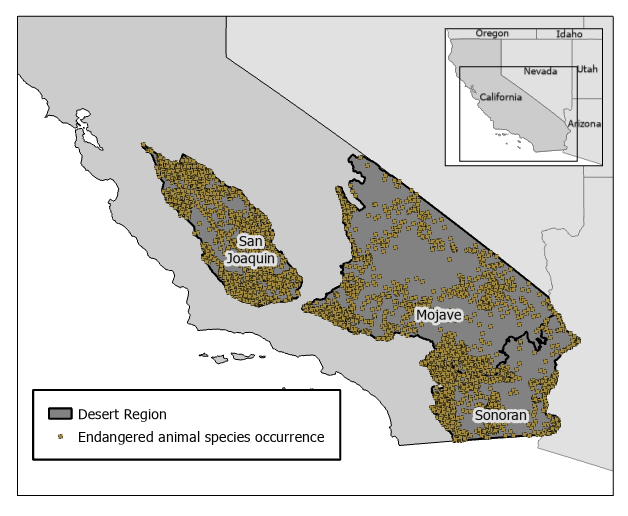 Oregon
Idaho
Nevada
Utah
California
Arizona
San
Joaquin
Mojave
Sonoran
Desert Region
Endangered animal species occurrence